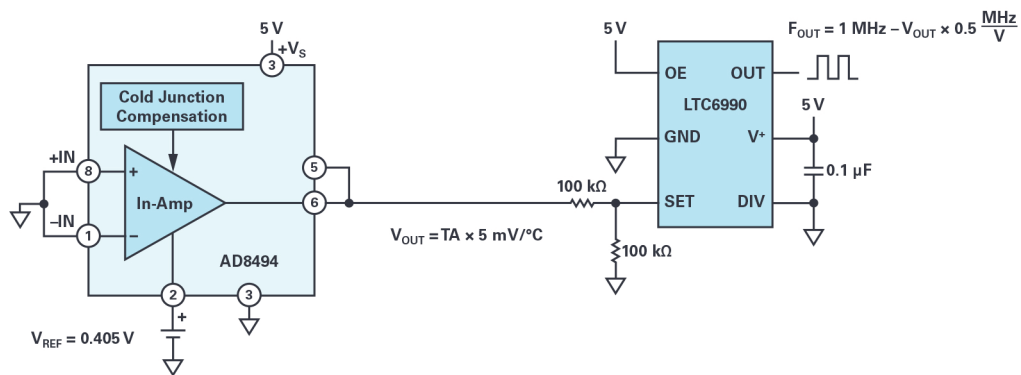 5 V
+VS
3
Cold Junction
Compensation
+IN
8
+
In-Amp
–IN
1
–
5
6
AD8494
2
3
+
VREF = 0.405 V
VOUT = TA × 5 mV/°C
100 kΩ
100 kΩ
5 V
OE
OUT
LTC6990
GND
V+
SET
DIV
FOUT = 1 MHz – VOUT × 0.5 MHz/V
5 V
0.1 µF